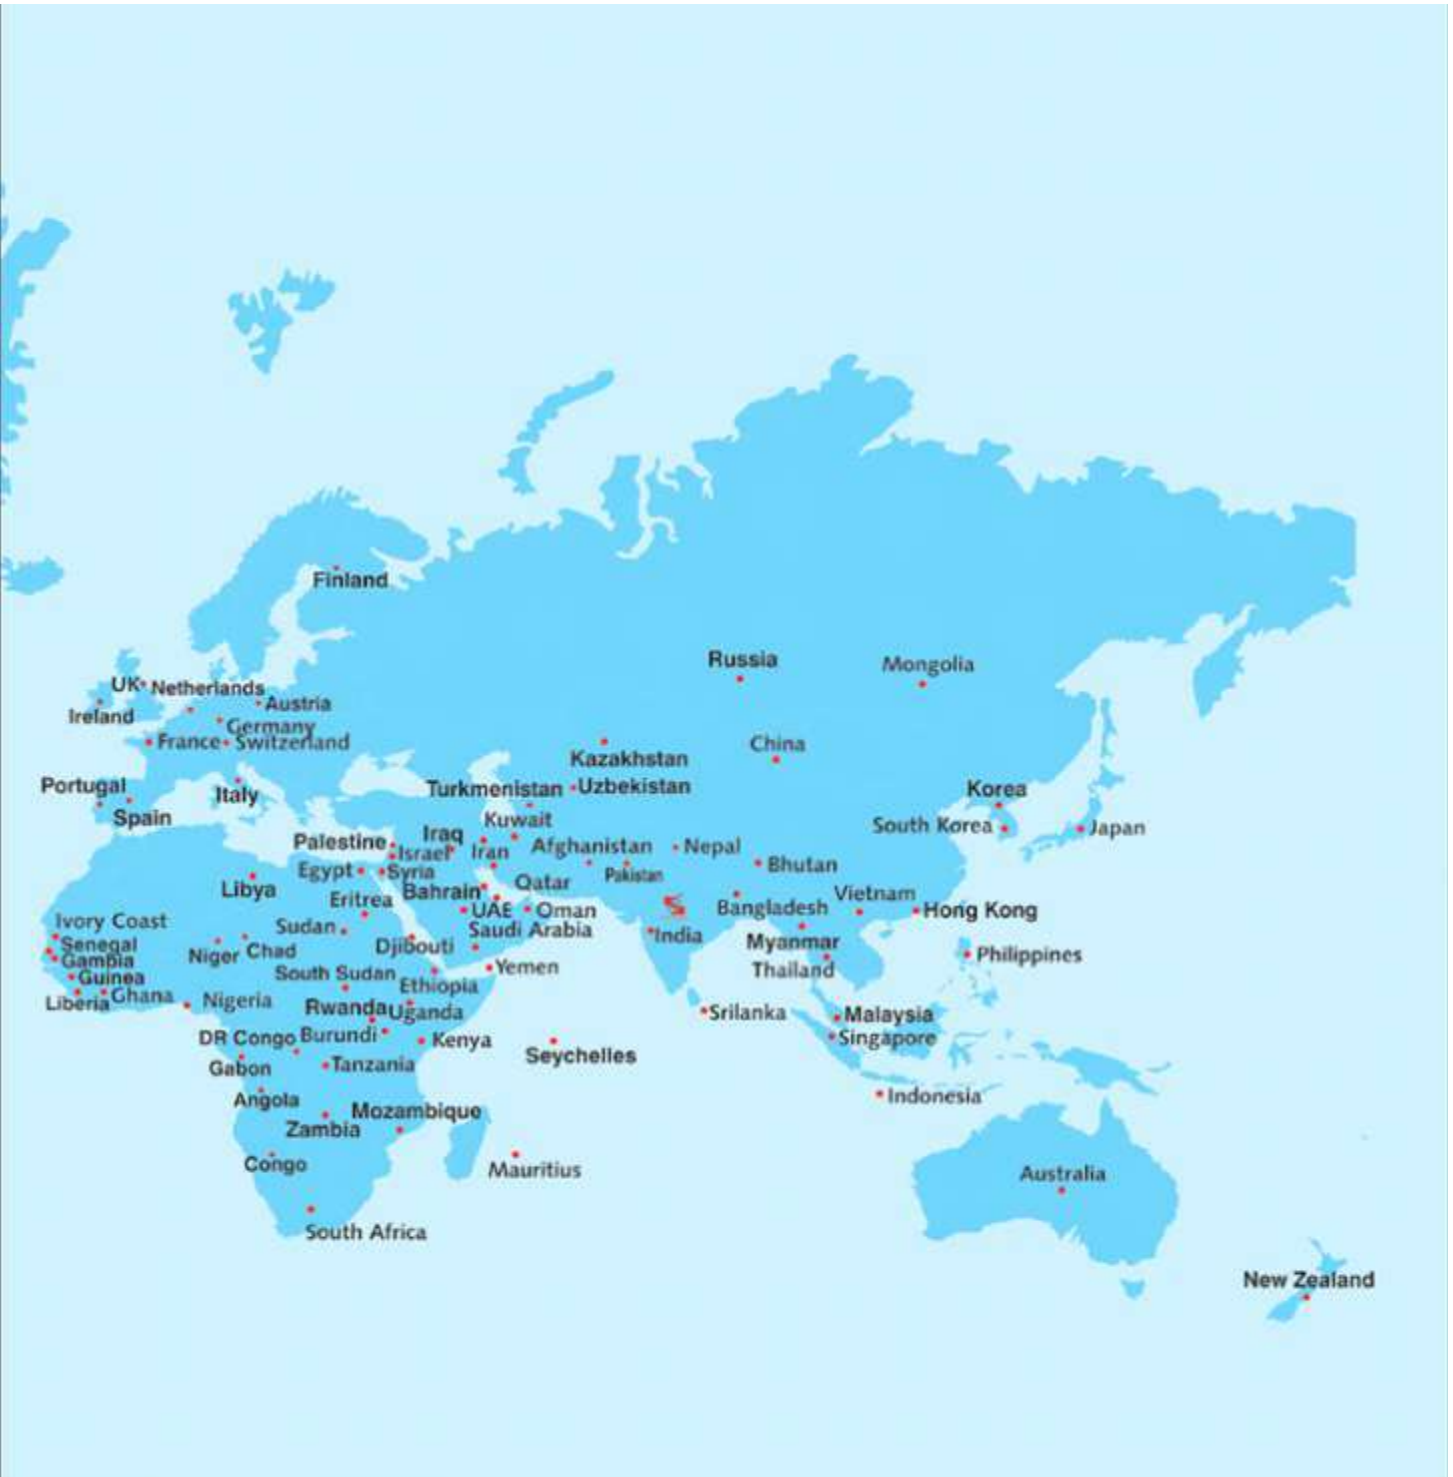 Finland
Russia
Mongolia
UK
Netherlands
Ireland
Austria
Germany
France
Switzerland
China
Kazakhstan
Portugal
Italy
Turkmenistan
Uzbekistan
Korea
Spain
Kuwait
South Korea
Japan
Palestine
Iraq
Israel
Iran
Afghanistan
Nepal
Bhutan
Egypt
Syria
Pakistan
Libya
Bahrain
Qatar
Eritrea
Vietnam
Bangladesh
UAE
Oman
Hong Kong
Ivory Coast
Sudan
Saudi Arabia
India
Senegal
Niger
Chad
Djibouti
Myanmar
Gambia
Philippines
South Sudan
Yemen
Thailand
Guinea
Ethiopia
Liberia
Ghana
Nigeria
Rwanda
Uganda
Srilanka
Malaysia
DR Congo
Burundi
Kenya
Singapore
Seychelles
Gabon
Tanzania
Angola
Indonesia
Mozambique
Zambia
Congo
Mauritius
Australia
South Africa
New Zealand